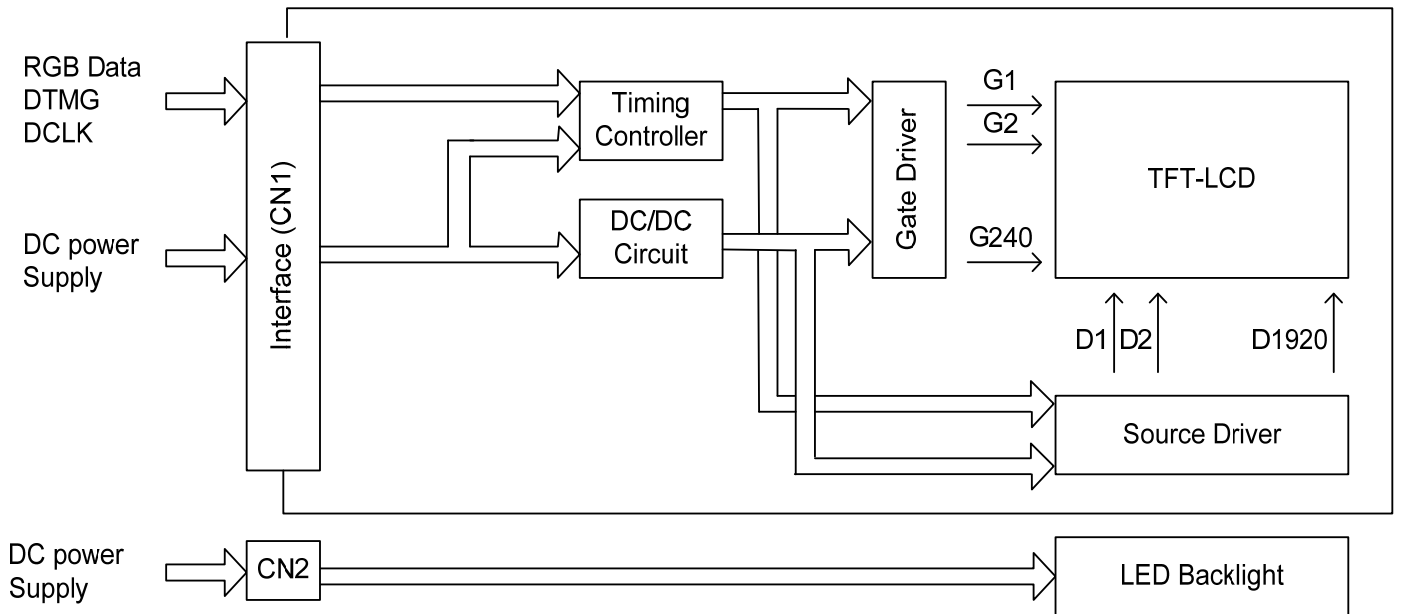 RGB Data
DTMG
DCLK
DC power
Supply
Interface (CN1)
Timing
Controller
DC/DC
Circuit
Gate Driver
G1
G2
G240
TFT-LCD
D1
D2
D1920
Source Driver
DC power
Supply
CN2
LED Backlight